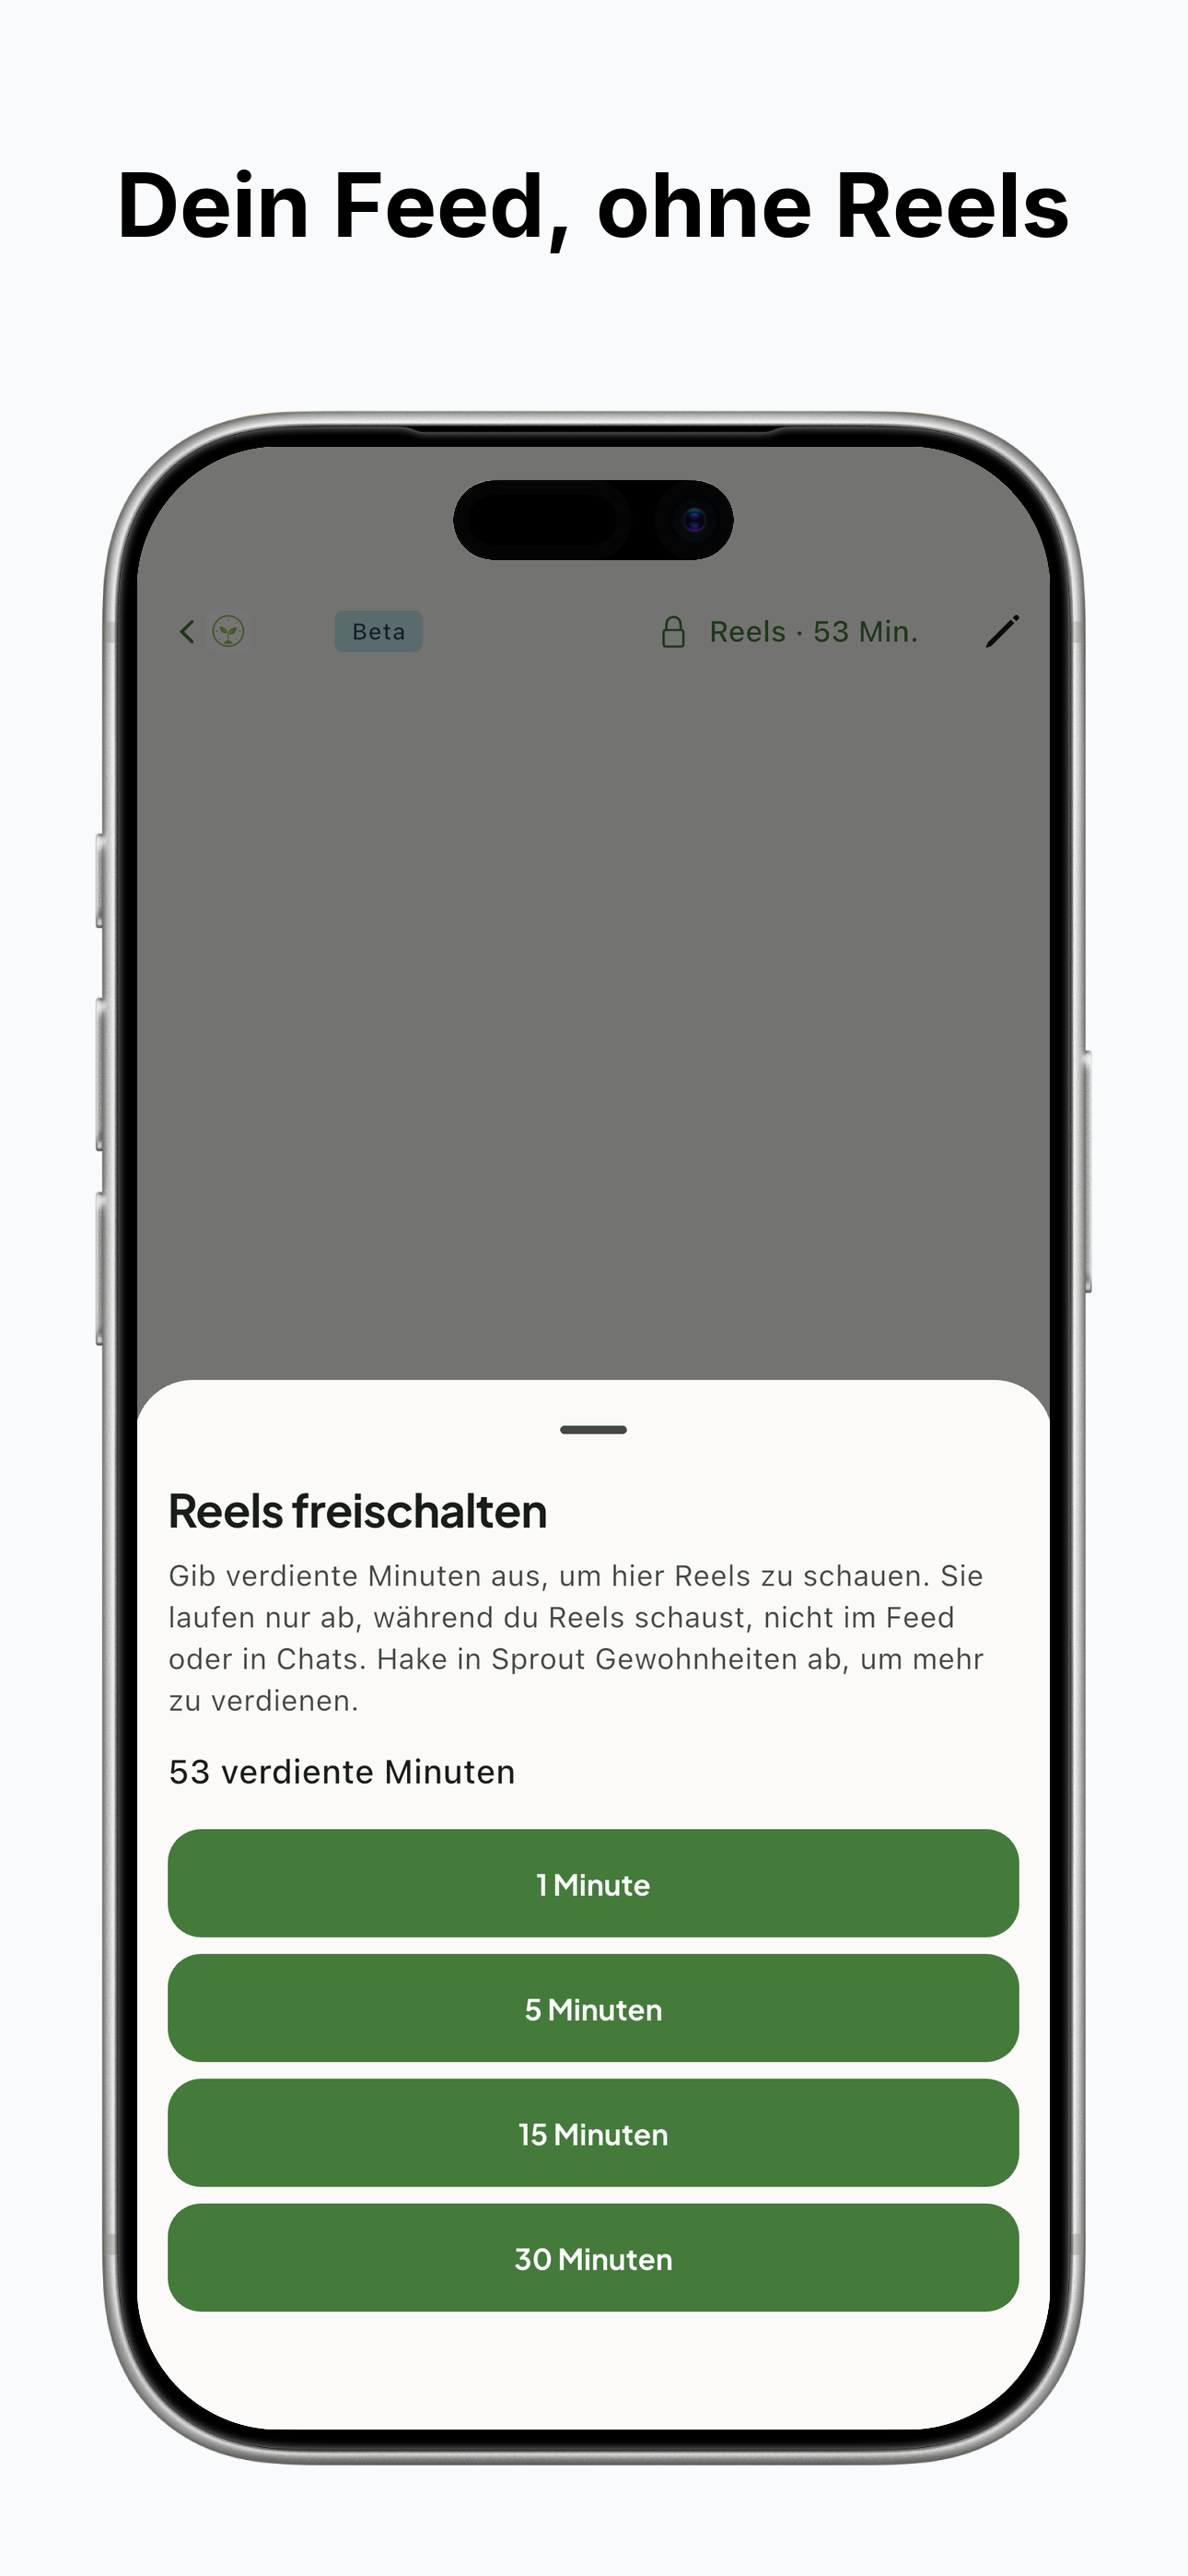 Dein Feed, ohne Reels
Beta
Reels · 53 Min.
Reels freischalten
Gib verdiente Minuten aus, um hier Reels zu schauen. Sie
laufen nur ab, während du Reels schaust, nicht im Feed
oder in Chats. Hake in Sprout Gewohnheiten ab, um mehr
zu verdienen.
53 verdiente Minuten
1 Minute
5 Minuten
15 Minuten
30 Minuten